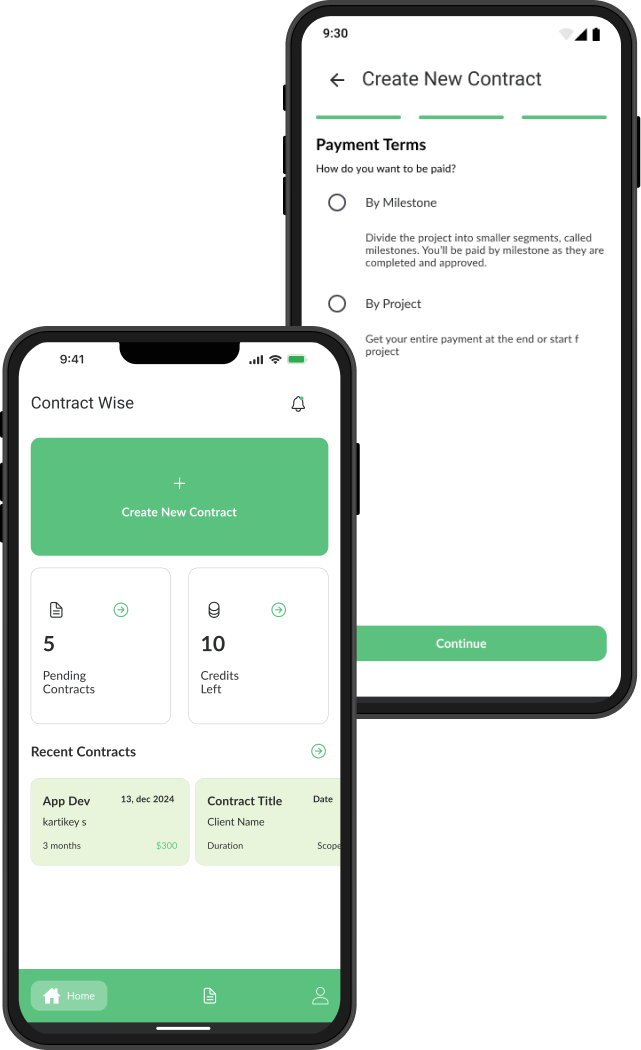 9:30
Create New Contract
Payment Terms
How do you want to be paid?
By Milestone
Divide the project into smaller segments, called
milestones. You'll be paid by milestone as they are
completed and approved.
By Project
Get your entire payment at the end or start f
project
Continue
9:41
Contract Wise
+
Create New Contract
5
Pending
Contracts
10
Credits
Left
Recent Contracts
App Dev
13, dec 2024
kartikey s
3 months
$300
Contract Title
Date
Client Name
Duration
Scope
Home